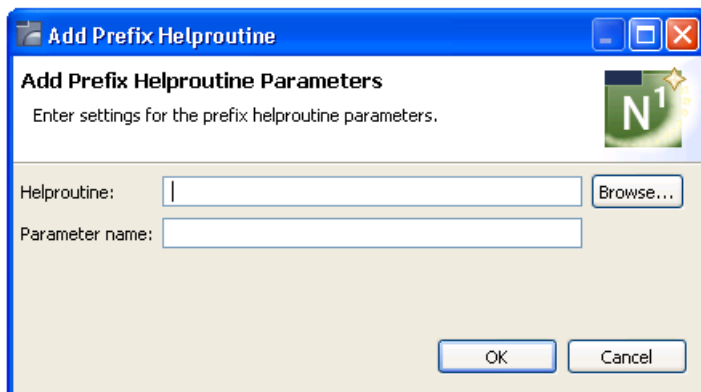 Add Prefix Helproutine
Add Prefix Helproutine Parameters
Enter settings for the prefix helproutine parameters.
N1
Helproutine:
Browse...
Parameter name:
OK
Cancel